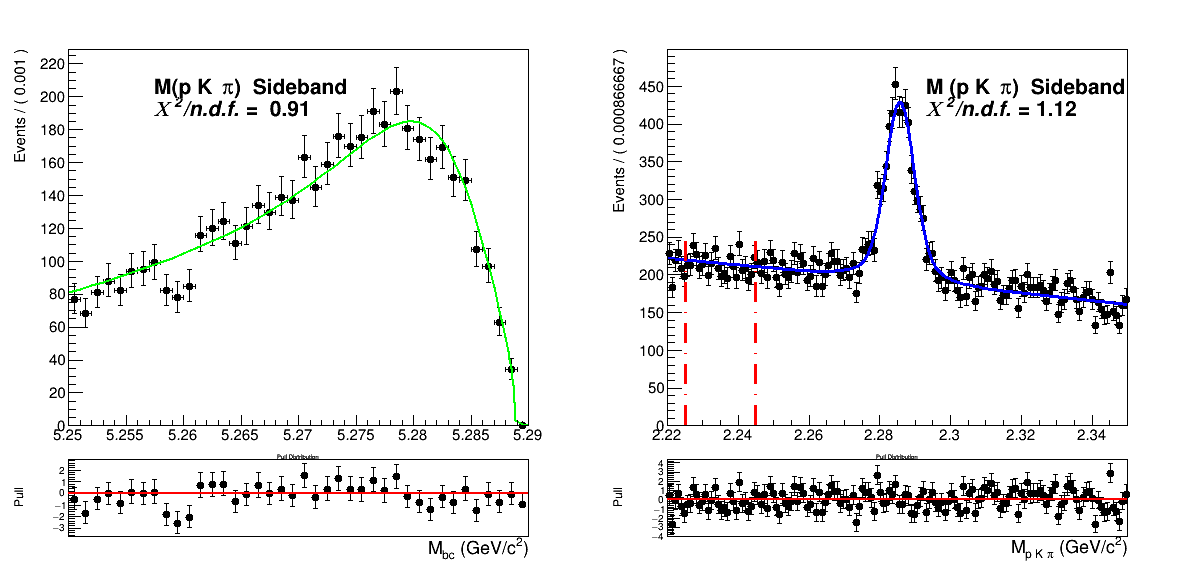 M(p K π) Sideband
X²/n.d.f. = 0.91
Events / ( 0.001 )
220
200
180
160
140
120
100
80
60
40
20
0
5.25 5.255 5.26 5.265 5.27 5.275 5.28 5.285 5.29
Pull Distribution
Pull
2
1
0
−1
−2
−3
M_bc (GeV/c²)
M (p K π) Sideband
X²/n.d.f. = 1.12
Events / ( 0.000866667 )
450
400
350
300
250
200
150
100
50
0
2.22 2.24 2.26 2.28 2.3 2.32 2.34
Pull Distribution
Pull
4
3
2
1
0
−1
−2
−3
−4
M_p K π (GeV/c²)